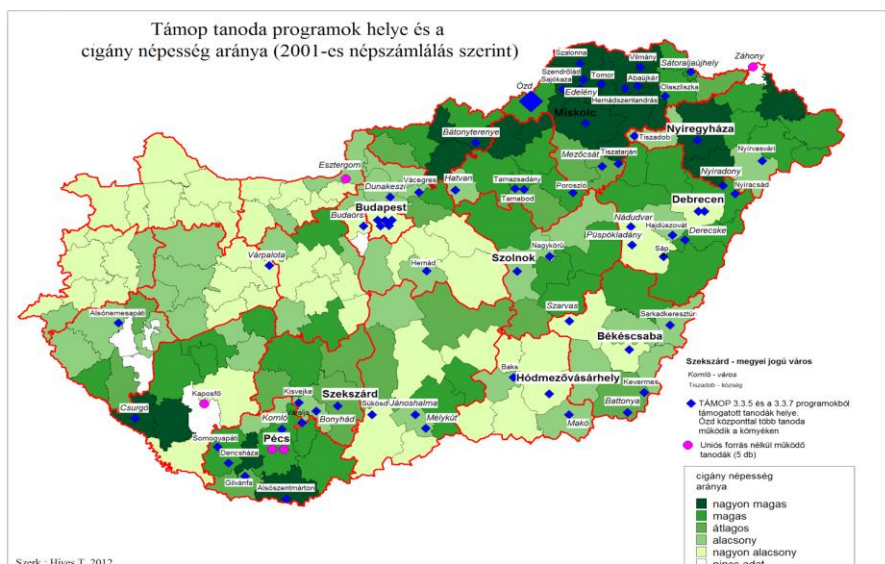 Támop tanoda programok helye és a
cigány népesség aránya (2001-es népszámlálás szerint)
Záhony
Szalonna
Vilmány
Sátoraljaújhely
Szendrőlád
Tomor
Abaújkér
Sajókaza
Ózd
Edelény
Olaszliszka
Hernádszentandrás
Miskolc
Nyíregyháza
Bátonyterenye
Tiszadob
Esztergom
Mezőcsát
Tiszatarján
Nyírvasvári
Vácegres
Hatvan
Tarnazsadány
Nyíradony
Dunakeszi
Poroszló
Nyíracsád
Tarnabod
Budapest
Debrecen
Budaörs
Nádudvar
Hajdúszovát
Püspökladány
Derecske
Nagykörű
Várpalota
Szolnok
Sáp
Hernád
Szarvas
Sarkadkeresztúr
Alsónemesapáti
Békéscsaba
Szekszárd - megyei jogú város
Komló - város
Baks
Tiszadob - község
Kaposfő
Kisvejke
Szekszárd
Hódmezővásárhely
Kevermes
Csurgó
Komló
Váralja
Sükösd
Jánoshalma
Battonya
Bonyhád
Mélykút
Makó
Pécs
Somogyapáti
Dencsháza
Gilvánfa
Alsószentmárton
TÁMOP 3.3.5 és a 3.3.7 programokból
támogatott tanodák helye.
Ózd központtal több tanoda
működik a környéken
Uniós forrás nélkül működő
tanodák (5 db)
cigány népesség
aránya
nagyon magas
magas
átlagos
alacsony
nagyon alacsony
nincs adat
Szerk.: Híves T. 2012